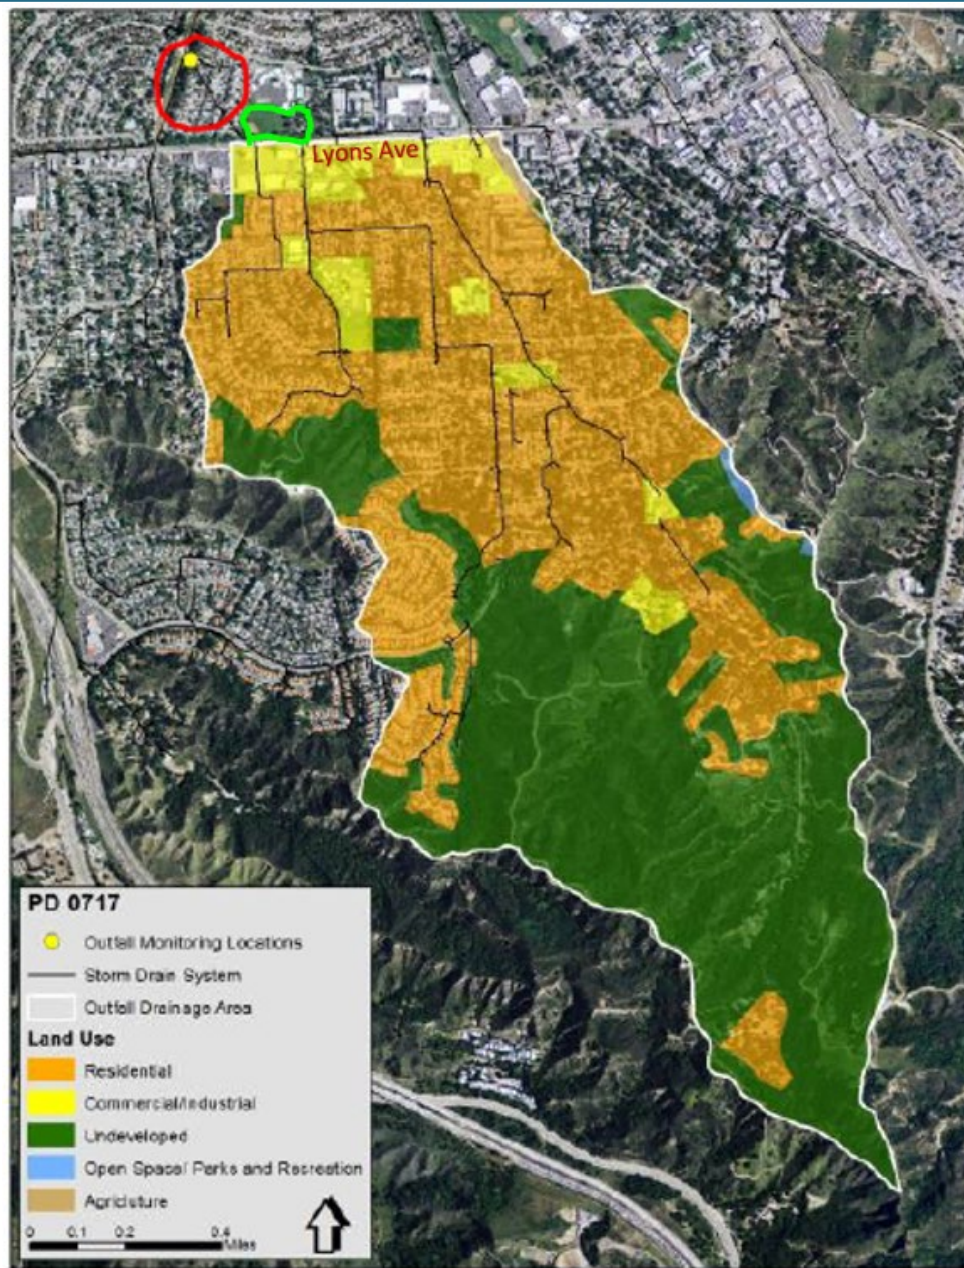 Lyons Ave
PD 0717
Outfall Monitoring Locations
Storm Drain System
Outfall Drainage Area
Land Use
Residential
Commercial/Industrial
Undeveloped
Open Space/ Parks and Recreation
Agriculture
0 0.1 0.2 0.4
Miles